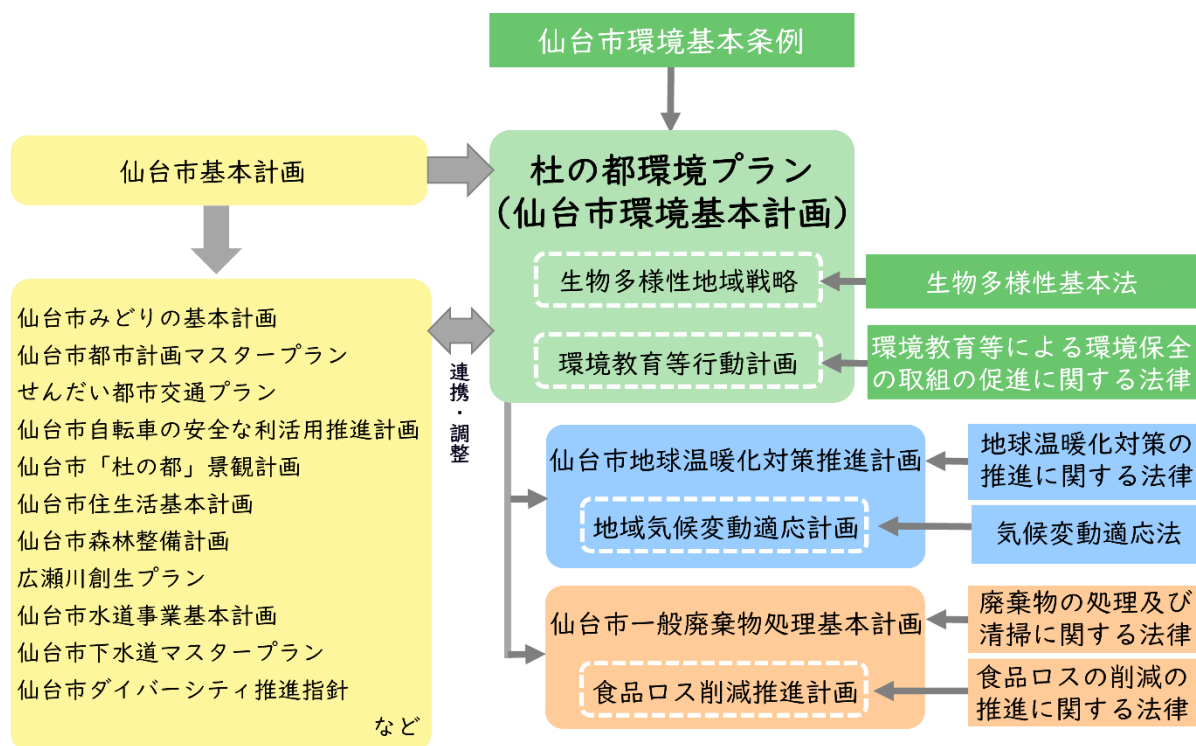 仙台市環境基本条例
仙台市基本計画
杜の都環境プラン
(仙台市環境基本計画)
生物多様性地域戦略
生物多様性基本法
環境教育等行動計画
環境教育等による環境保全
の取組の促進に関する法律
連携・調整
仙台市みどりの基本計画
仙台市都市計画マスタープラン
せんだい都市交通プラン
仙台市自転車の安全な利活用推進計画
仙台市「杜の都」景観計画
仙台市住生活基本計画
仙台市森林整備計画
広瀬川創生プラン
仙台市水道事業基本計画
仙台市下水道マスタープラン
仙台市ダイバーシティ推進指針
など
仙台市地球温暖化対策推進計画
地球温暖化対策の
推進に関する法律
地域気候変動適応計画
気候変動適応法
仙台市一般廃棄物処理基本計画
廃棄物の処理及び
清掃に関する法律
食品ロス削減推進計画
食品ロスの削減の
推進に関する法律